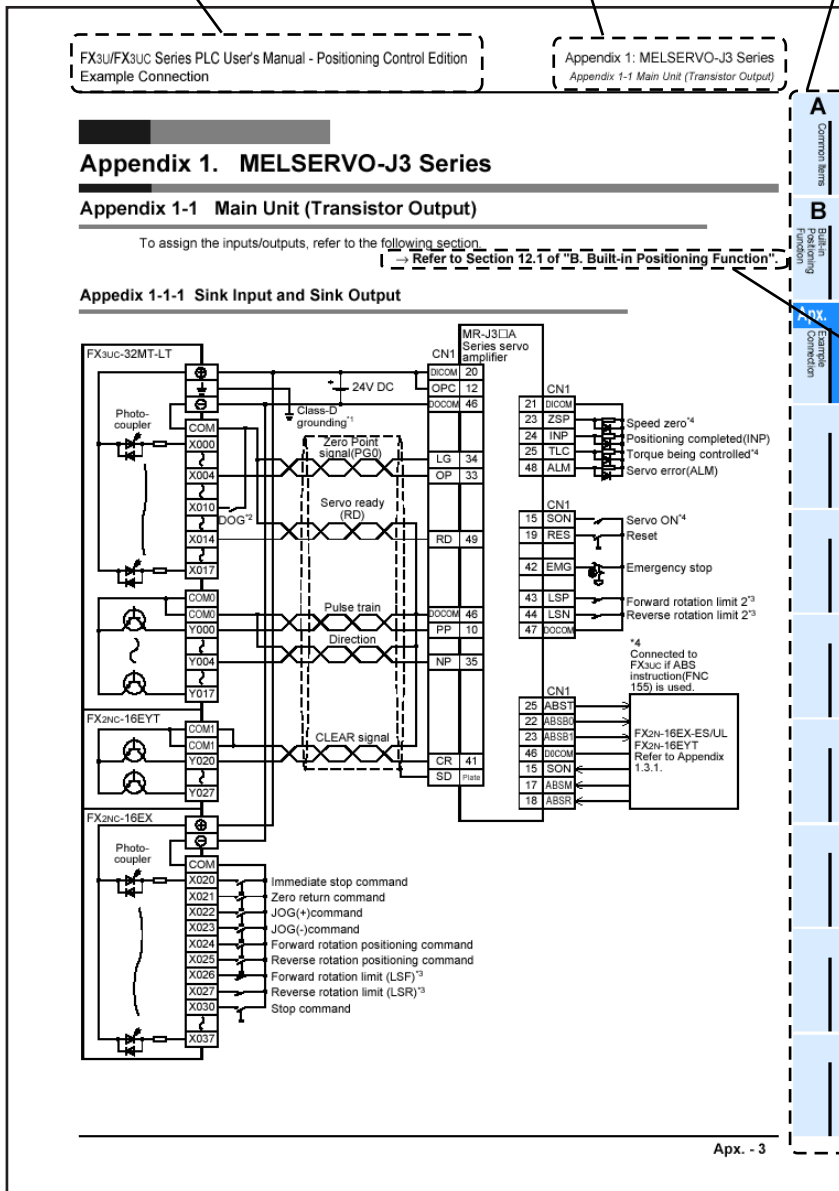 FX3U/FX3UC Series PLC User's Manual - Positioning Control Edition
Example Connection
Appendix 1: MELSERVO-J3 Series
Appendix 1-1 Main Unit (Transistor Output)
A
Common Items
B
Built-in
Positioning
Function
Apx.
Example
Connection
Appendix 1. MELSERVO-J3 Series
Appendix 1-1 Main Unit (Transistor Output)
To assign the inputs/outputs, refer to the following section.
→ Refer to Section 12.1 of "B. Built-in Positioning Function".
Appedix 1-1-1 Sink Input and Sink Output
FX3UC-32MT-LT
Photo-
coupler
COM
X000
X004
X010
X014
X017
COM0
COM0
Y000
Y004
Y017
DOG*2
24V DC
Class-D
grounding*1
Zero Point
signal(PG0)
Servo ready
(RD)
Pulse train
Direction
CLEAR signal
FX2NC-16EYT
COM1
COM1
Y020
Y027
FX2NC-16EX
Photo-
coupler
COM
X020 Immediate stop command
X021 Zero return command
X022 JOG(+)command
X023 JOG(-)command
X024 Forward rotation positioning command
X025 Reverse rotation positioning command
X026 Forward rotation limit (LSF)*3
X027 Reverse rotation limit (LSR)*3
X030 Stop command
X037
MR-J3□A
Series servo
amplifier
CN1
DICOM 20
OPC 12
DOCOM 46
LG 34
OP 33
RD 49
DOCOM 46
PP 10
NP 35
CR 41
SD Plate
CN1
21 DICOM
23 ZSP Speed zero*4
24 INP Positioning completed(INP)
25 TLC Torque being controlled*4
48 ALM Servo error(ALM)
CN1
15 SON Servo ON*4
19 RES Reset
42 EMG Emergency stop
43 LSP Forward rotation limit 2*3
44 LSN Reverse rotation limit 2*3
47 DOCOM
*4
Connected to
FX3UC if ABS
instruction(FNC
155) is used.
CN1
25 ABST
22 ABSB0
23 ABSB1
46 D0COM
15 SON
17 ABSM
18 ABSR
FX2N-16EX-ES/UL
FX2N-16EYT
Refer to Appendix
1.3.1.
Apx. - 3